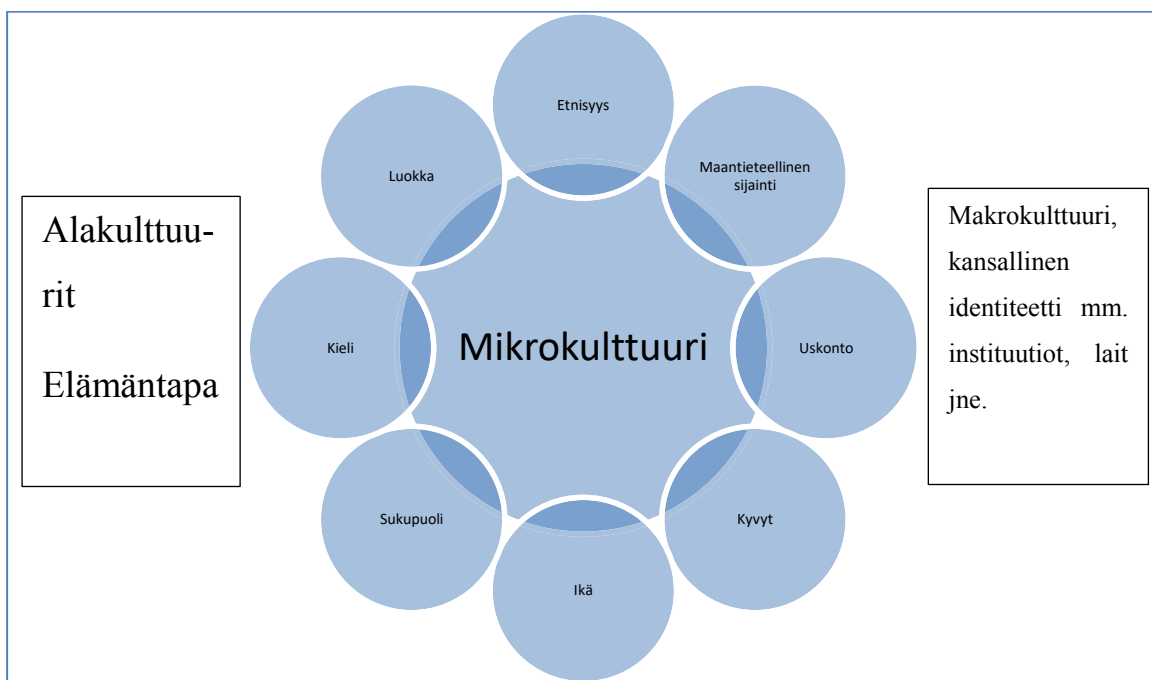 Alakulttuu-
rit
Elämäntapa
Etnisyys
Maantieteellinen
sijainti
Uskonto
Kyvyt
Ikä
Sukupuoli
Kieli
Luokka
Mikrokulttuuri
Makrokulttuuri,
kansallinen
identiteetti mm.
instituutiot, lait
jne.